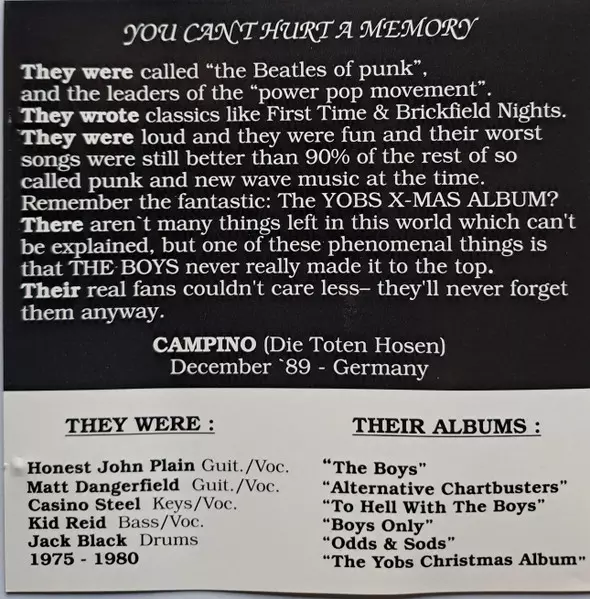 YOU CAN'T HURT A MEMORY
They were called “the Beatles of punk”,
and the leaders of the “power pop movement”.
They wrote classics like First Time & Brickfield Nights.
They were loud and they were fun and their worst
songs were still better than 90% of the rest of so
called punk and new wave music at the time.
Remember the fantastic: The YOBS X-MAS ALBUM?
There aren`t many things left in this world which can't
be explained, but one of these phenomenal things is
that THE BOYS never really made it to the top.
Their real fans couldn't care less– they'll never forget
them anyway.
CAMPINO (Die Toten Hosen)
December `89 - Germany
THEY WERE :
Honest John Plain Guit./Voc.
Matt Dangerfield Guit./Voc.
Casino Steel Keys/Voc.
Kid Reid Bass/Voc.
Jack Black Drums
1975 - 1980
THEIR ALBUMS :
“The Boys”
“Alternative Chartbusters”
“To Hell With The Boys”
“Boys Only”
“Odds & Sods”
“The Yobs Christmas Album”